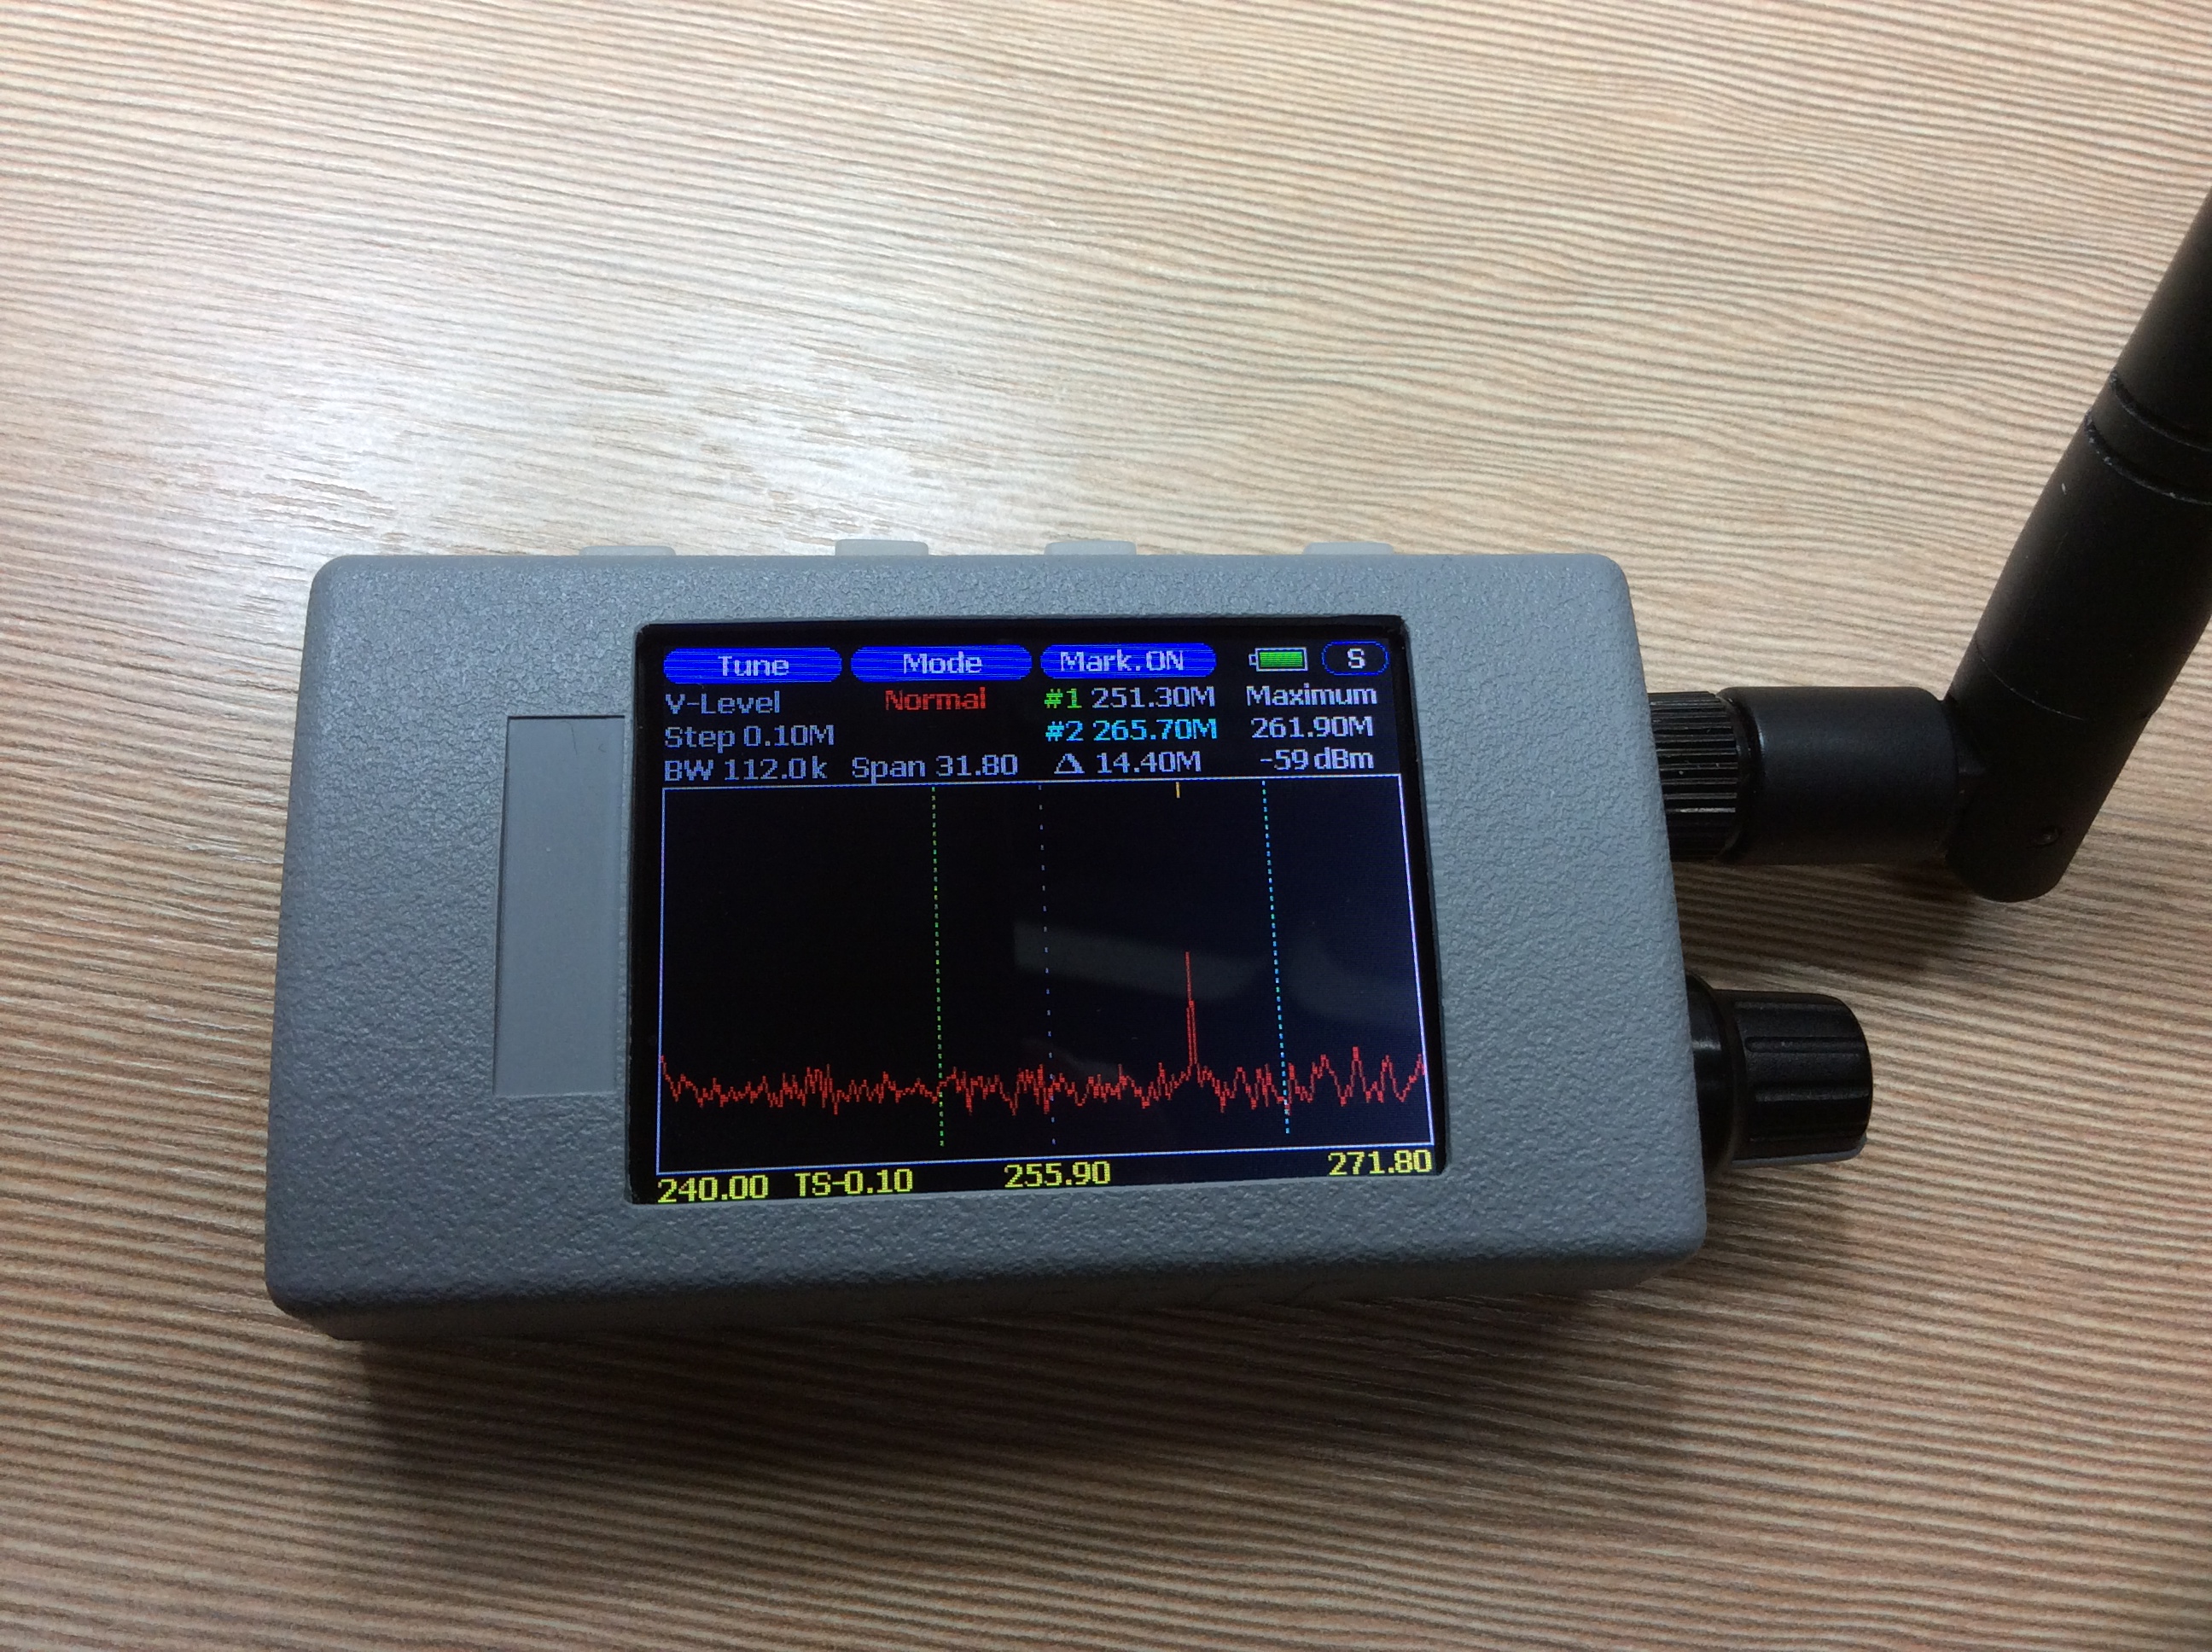 Tune Mode Mark.ON S
V-Level Normal #1 251.30M Maximum
Step 0.10M #2 265.70M 261.90M
BW 112.0k Span 31.80 Δ 14.40M -59 dBm
240.00 TS-0.10 255.90 271.80